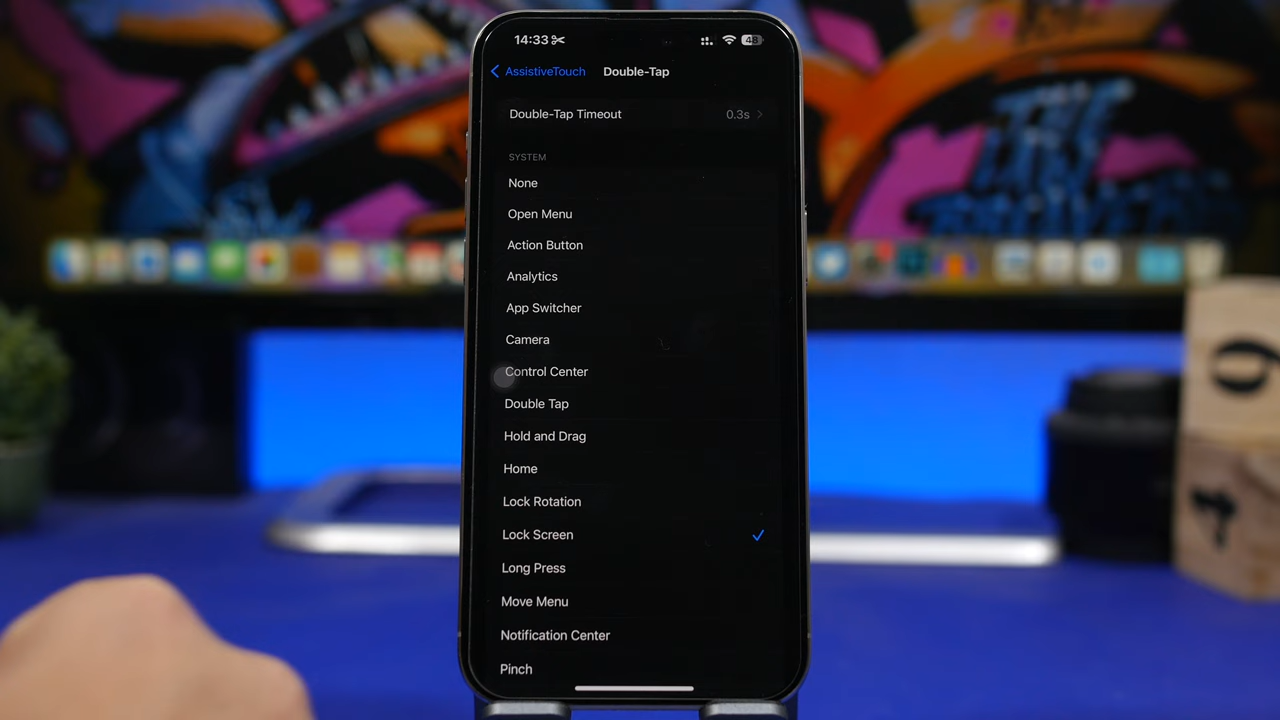 14:33
48
AssistiveTouch
Double-Tap
Double-Tap Timeout
0.3s
SYSTEM
None
Open Menu
Action Button
Analytics
App Switcher
Camera
Control Center
Double Tap
Hold and Drag
Home
Lock Rotation
Lock Screen
Long Press
Move Menu
Notification Center
Pinch